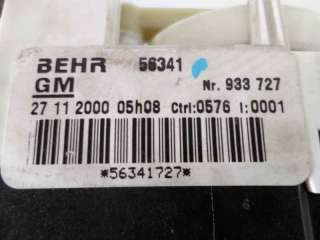 BEHR 56341
GM Nr. 933 727
27 11 2000 05h08 Ctrl:0576 I:0001
*56341727*